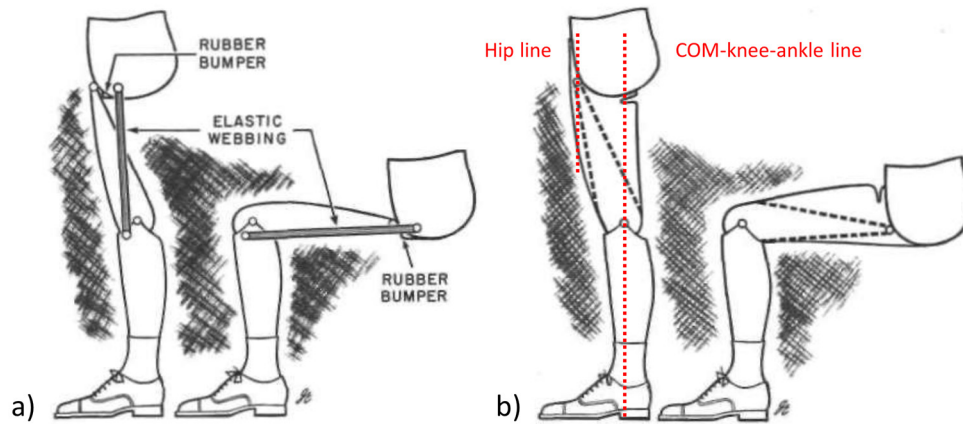 RUBBER
BUMPER
ELASTIC
WEBBING
RUBBER
BUMPER
a)
Hip line
COM-knee-ankle line
b)